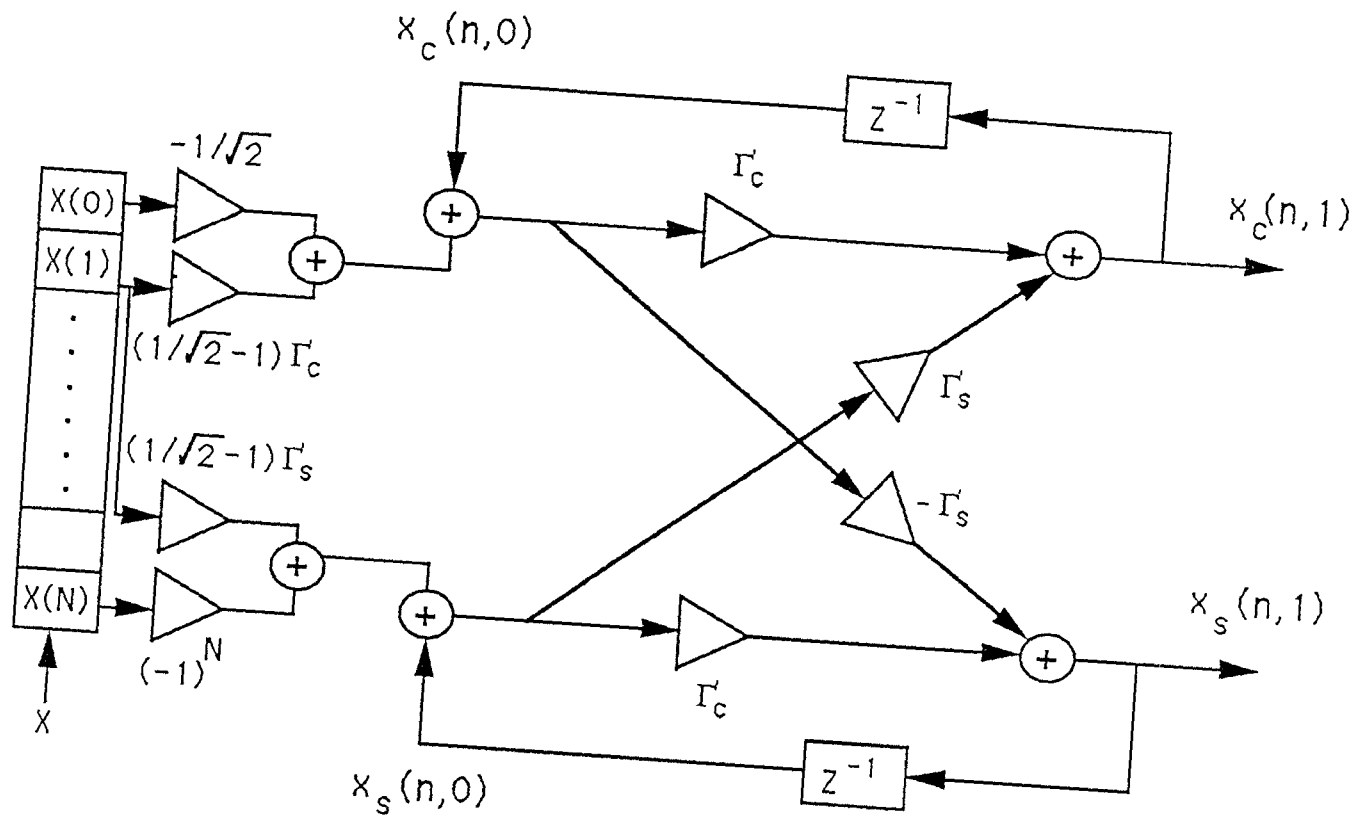 x_c(n,0)
z^-1
-1/√2
Γ'_c
X(0)
x_c(n,1)
X(1)
(1/√2-1)Γ'_c
Γ'_s
(1/√2-1)Γ'_s
-Γ'_s
X(N)
(-1)^N
x_s(n,1)
Γ'_c
X
x_s(n,0)
z^-1